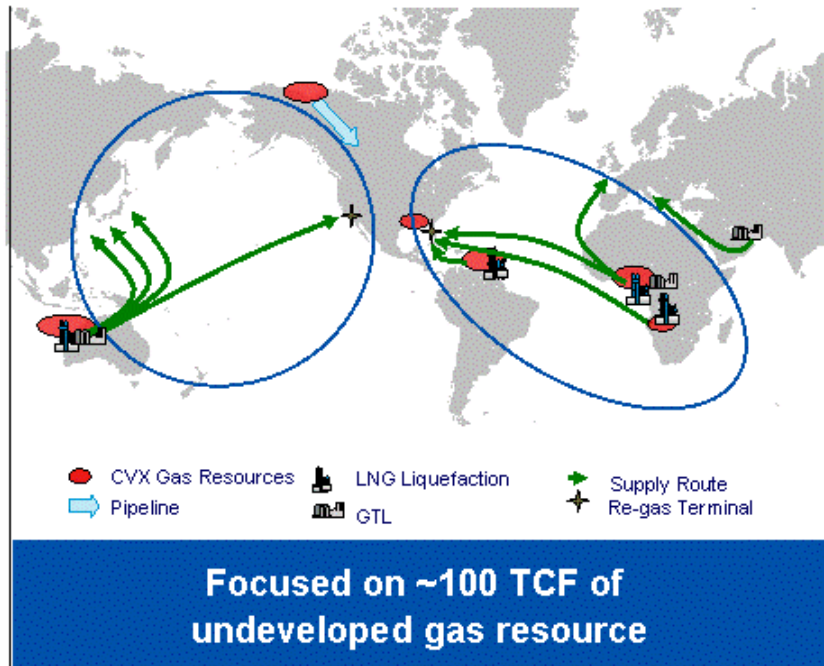 CVX Gas Resources
LNG Liquefaction
Supply Route
Pipeline
GTL
Re-gas Terminal
Focused on ~100 TCF of
undeveloped gas resource